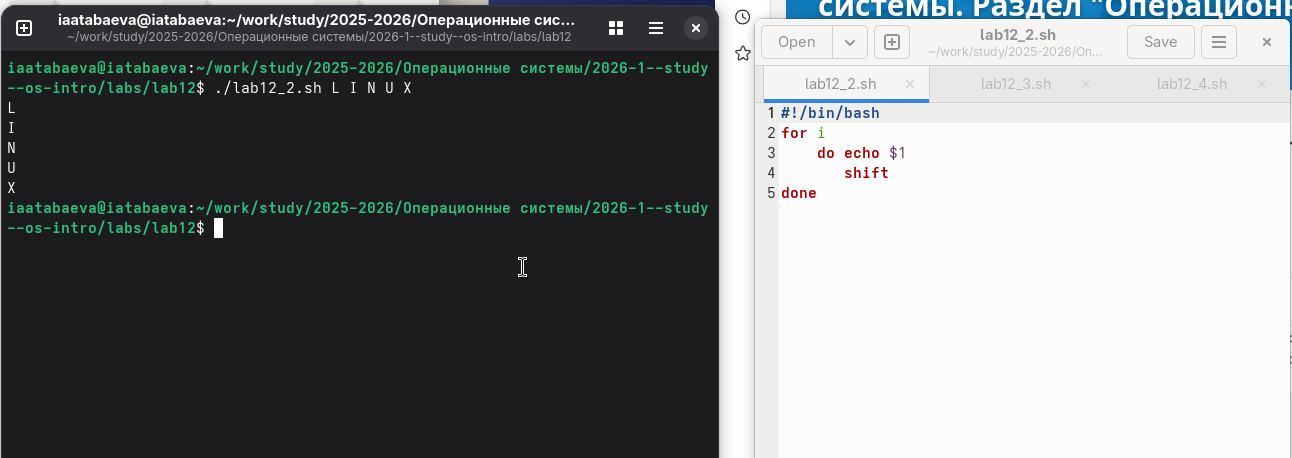 iaatabaeva@iatabaeva:~/work/study/2025-2026/Операционные сис...
~/work/study/2025-2026/Операционные системы/2026-1--study--os-intro/labs/lab12
iaatabaeva@iatabaeva:~/work/study/2025-2026/Операционные системы/2026-1--study
--os-intro/labs/lab12$ ./lab12_2.sh L I N U X
L
I
N
U
X
iaatabaeva@iatabaeva:~/work/study/2025-2026/Операционные системы/2026-1--study
--os-intro/labs/lab12$
системы. Раздел "Операционн
Open
lab12_2.sh
~/work/study/2025-2026/Оп...
Save
lab12_2.sh
lab12_3.sh
lab12_4.sh
1 #!/bin/bash
2 for i
3 do echo $1
4 shift
5 done